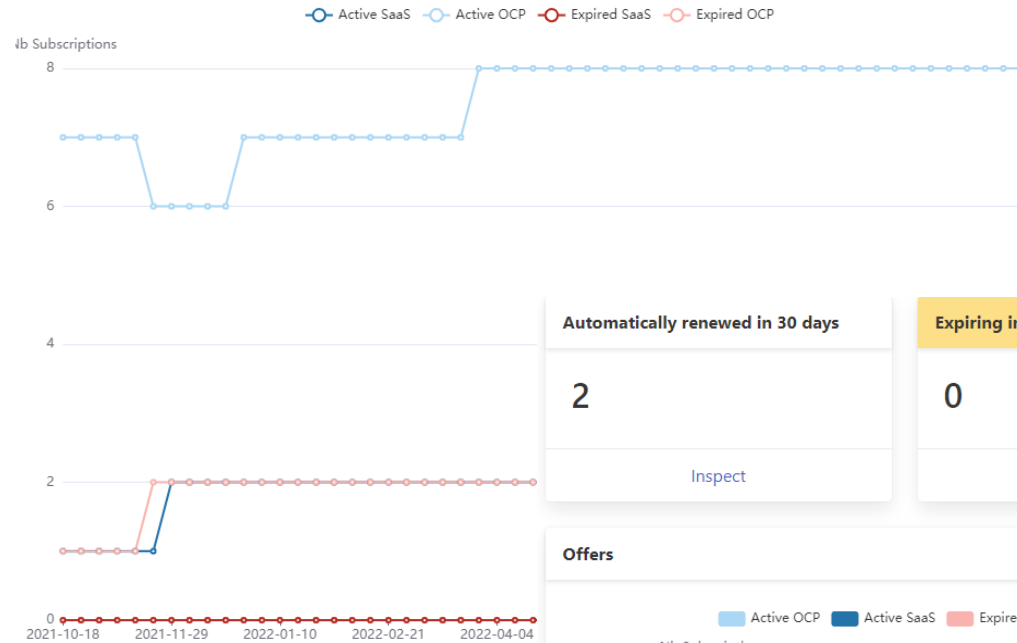 Active SaaS Active OCP Expired SaaS Expired OCP
Subscriptions
8
6
4
2
0
2021-10-18 2021-11-29 2022-01-10 2022-02-21 2022-04-04
Automatically renewed in 30 days
2
Inspect
Expiring
0
Offers
Active OCP Active SaaS